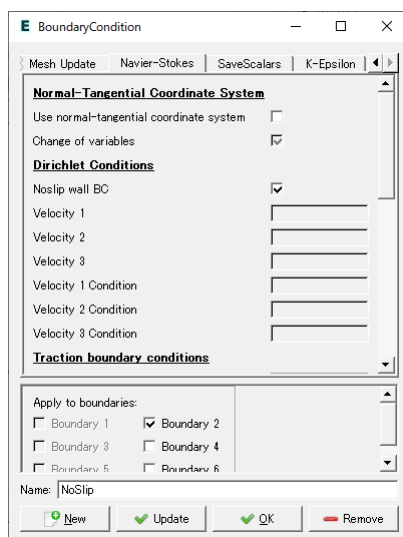 BoundaryCondition
Mesh Update Navier-Stokes SaveScalars K-Epsilon
Normal-Tangential Coordinate System
Use normal-tangential coordinate system
Change of variables
Dirichlet Conditions
Noslip wall BC
Velocity 1
Velocity 2
Velocity 3
Velocity 1 Condition
Velocity 2 Condition
Velocity 3 Condition
Traction boundary conditions
Apply to boundaries:
Boundary 1 Boundary 2
Boundary 3 Boundary 4
Boundary 5 Boundary 6
Name: NoSlip
New Update OK Remove